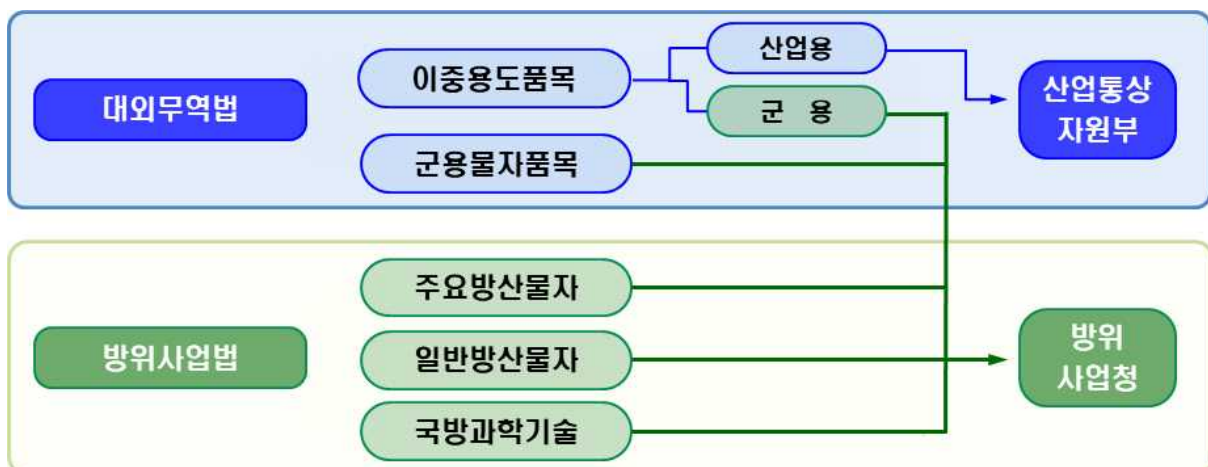 대외무역법
이중용도품목
산업용
군 용
군용물자품목
산업통상
자원부
방위사업법
주요방산물자
일반방산물자
국방과학기술
방위
사업청